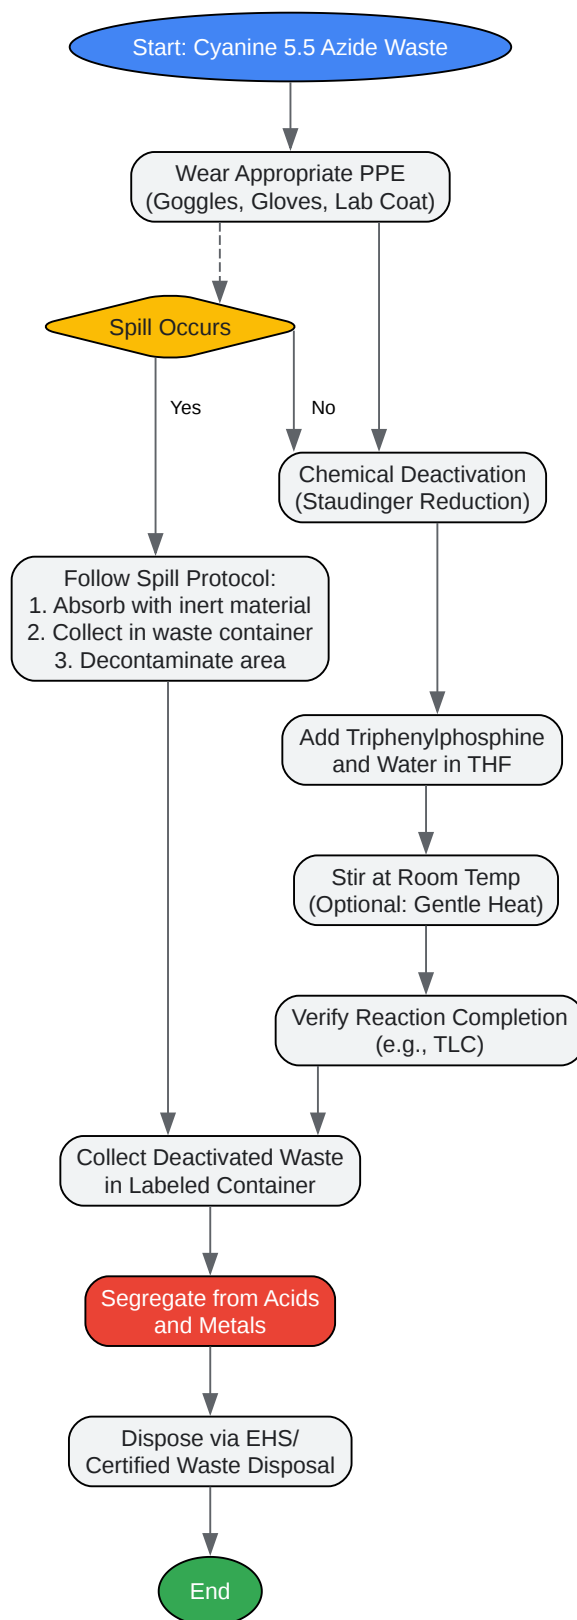 Start: Cyanine 5.5 Azide Waste
Wear Appropriate PPE
(Goggles, Gloves, Lab Coat)
Spill Occurs
Yes
No
Chemical Deactivation
(Staudinger Reduction)
Follow Spill Protocol:
1. Absorb with inert material
2. Collect in waste container
3. Decontaminate area
Add Triphenylphosphine
and Water in THF
Stir at Room Temp
(Optional: Gentle Heat)
Verify Reaction Completion
(e.g., TLC)
Collect Deactivated Waste
in Labeled Container
Segregate from Acids
and Metals
Dispose via EHS/
Certified Waste Disposal
End